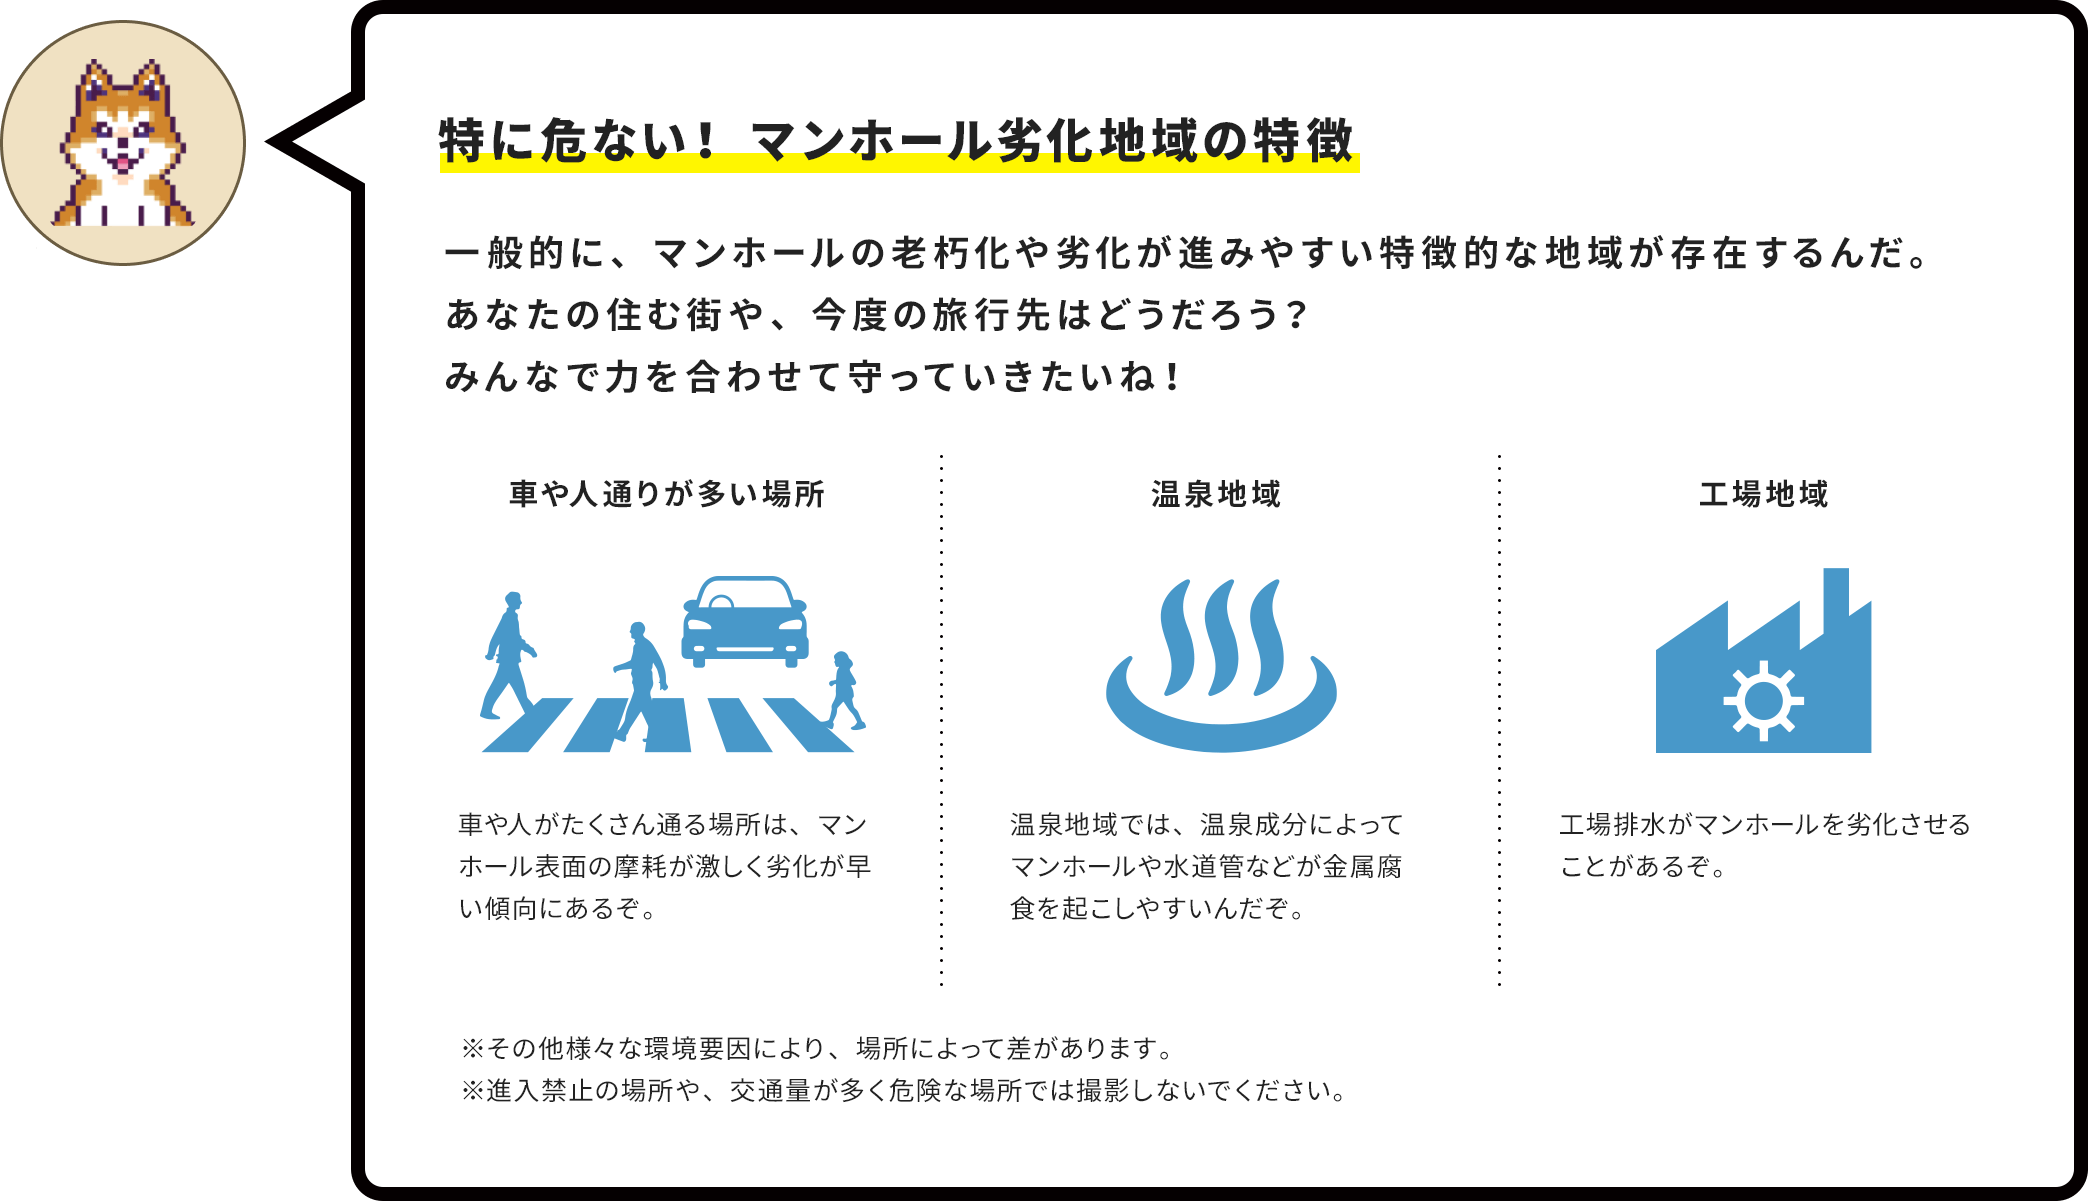 特に危ない！ マンホール劣化地域の特徴
一般的に、マンホールの老朽化や劣化が進みやすい特徴的な地域が存在するんだ。
あなたの住む街や、今度の旅行先はどうだろう？
みんなで力を合わせて守っていきたいね！
車や人通りが多い場所
車や人がたくさん通る場所は、マン
ホール表面の摩耗が激しく劣化が早
い傾向にあるぞ。
温泉地域
温泉地域では、温泉成分によって
マンホールや水道管などが金属腐
食を起こしやすいんだぞ。
工場地域
工場排水がマンホールを劣化させる
ことがあるぞ。
※その他様々な環境要因により、場所によって差があります。
※進入禁止の場所や、交通量が多く危険な場所では撮影しないでください。